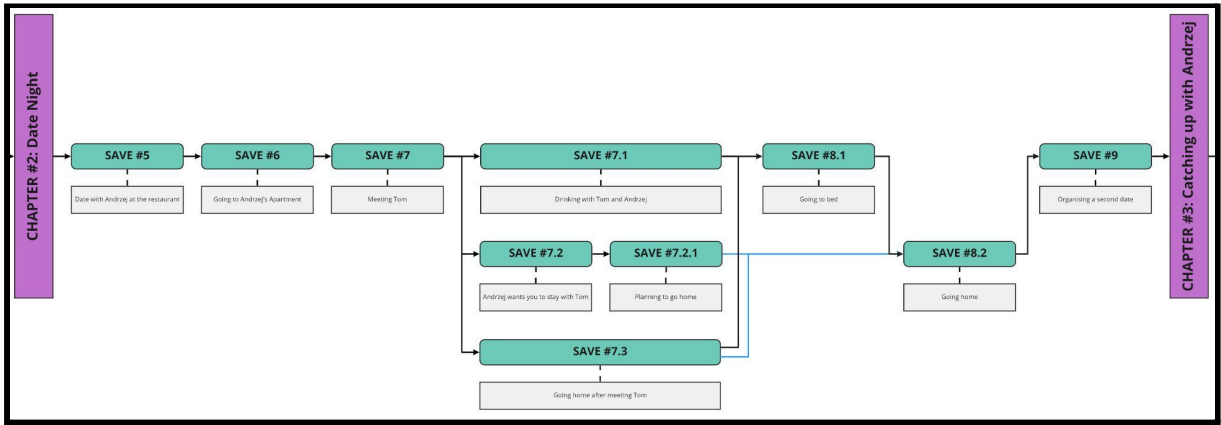 CHAPTER #2: Date Night
SAVE #5
Date with Andrzej at the restaurant
SAVE #6
Going to Andrzej's Apartment
SAVE #7
Meeting Tom
SAVE #7.1
Drinking with Tom and Andrzej
SAVE #7.2
Andrzej wants you to stay with Tom
SAVE #7.2.1
Planning to go home
SAVE #7.3
Going home after meeting Tom
SAVE #8.1
Going to bed
SAVE #8.2
Going home
SAVE #9
Organising a second date
CHAPTER #3: Catching up with Andrzej